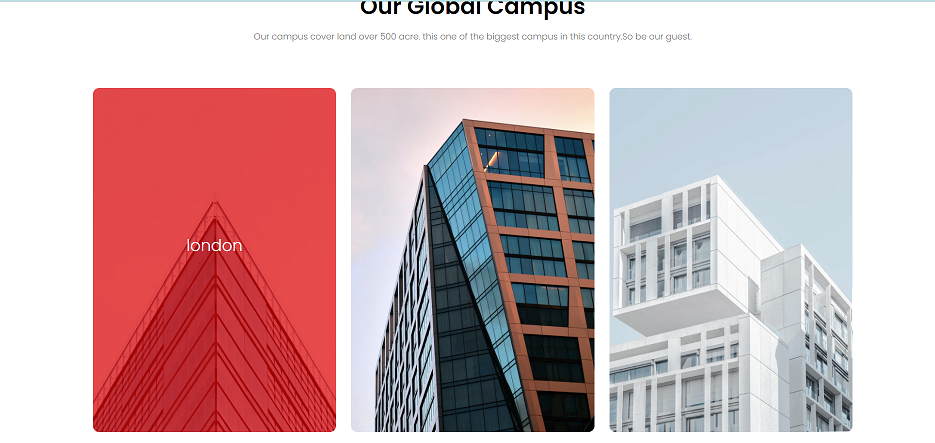 Our Global Campus
Our campus cover land over 500 acre. this one of the biggest campus in this country.So be our guest.
london